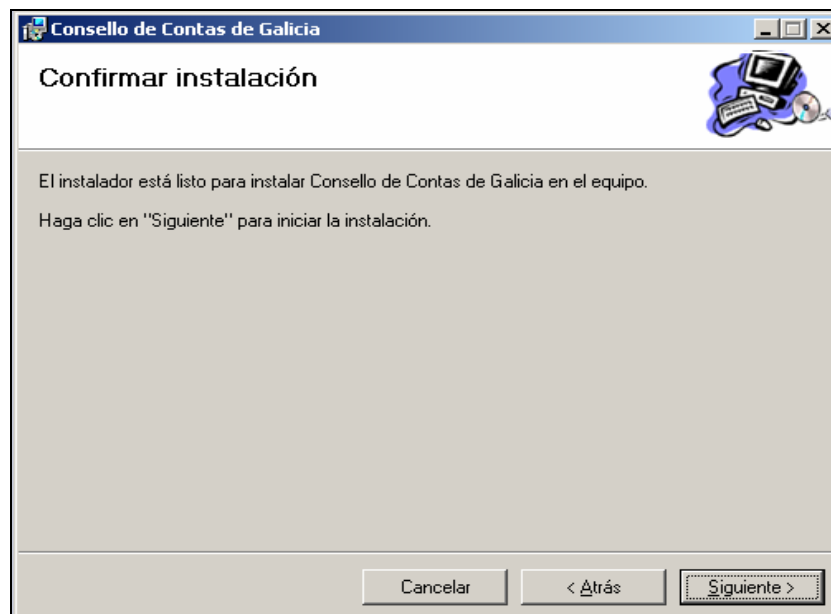 Consello de Contas de Galicia
Confirmar instalación
El instalador está listo para instalar Consello de Contas de Galicia en el equipo.
Haga clic en "Siguiente" para iniciar la instalación.
Cancelar
< Atrás
Siguiente >